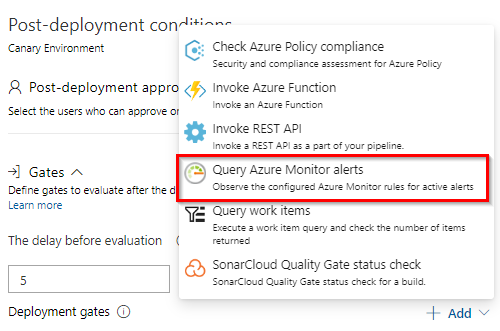 Post-deployment conditions
Canary Environment
Check Azure Policy compliance
Security and compliance assessment for Azure Policy
Invoke Azure Function
Invoke an Azure Function
Invoke REST API
Invoke a REST API as a part of your pipeline.
Query Azure Monitor alerts
Observe the configured Azure Monitor rules for active alerts
Query work items
Execute a work item query and check the number of items
returned
SonarCloud Quality Gate status check
SonarCloud Quality Gate status check for a build.
Post-deployment appro
Select the users who can approve or
Gates
Define gates to evaluate after the d
Learn more
The delay before evaluation
5
Deployment gates
Add